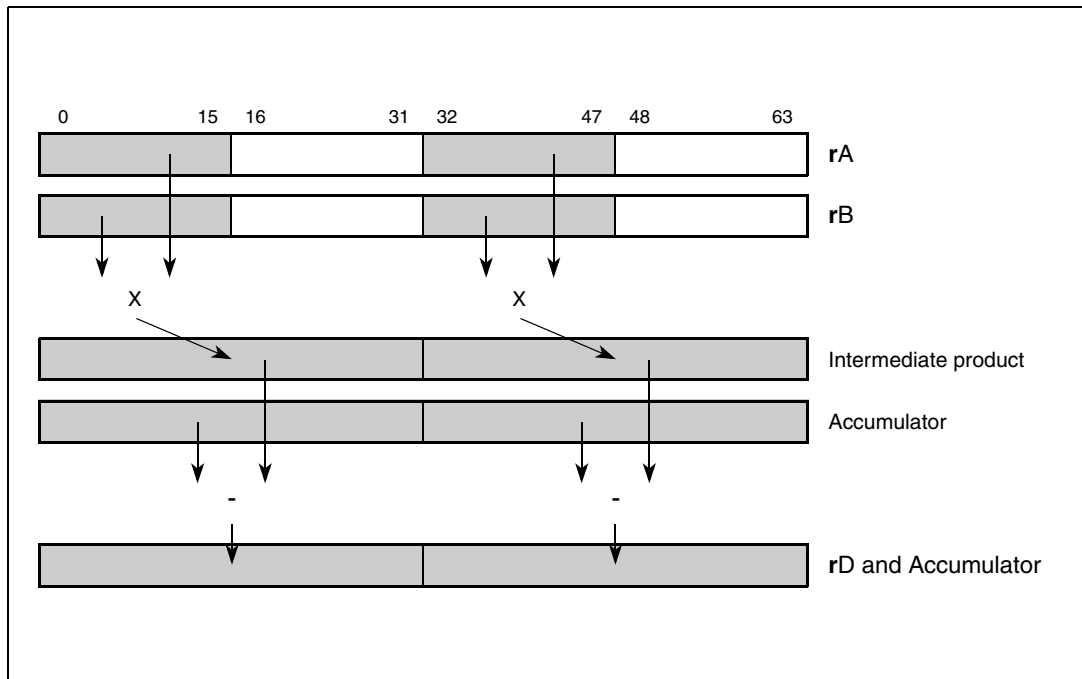 0 15 16 31 32 47 48 63
rA
rB
X X
Intermediate product
Accumulator
- -
rD and Accumulator